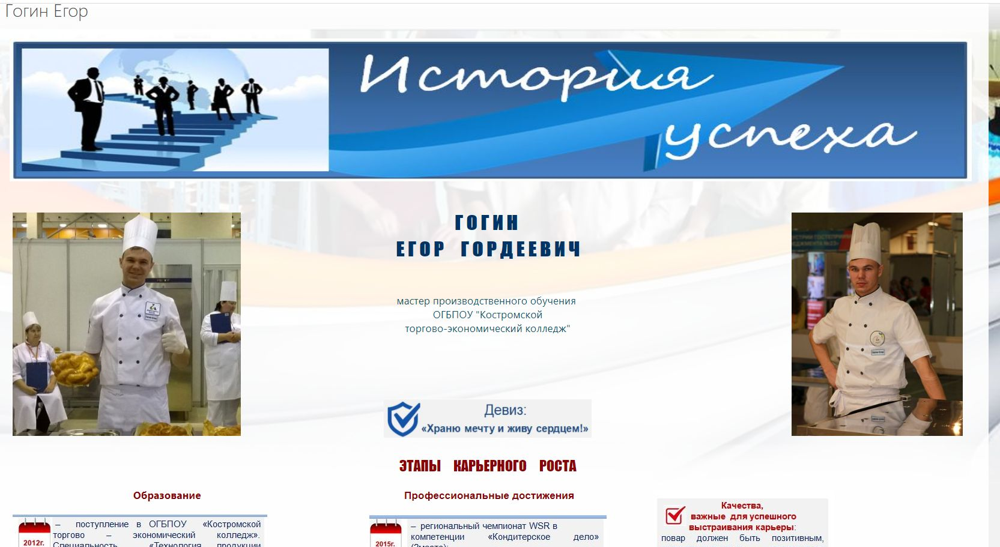 Гогин Егор
История
успеха
ГОГИН
ЕГОР ГОРДЕЕВИЧ
мастер производственного обучения
ОГБПОУ "Костромской
торгово-экономический колледж"
Девиз:
«Храню мечту и живу сердцем!»
ЭТАПЫ КАРЬЕРНОГО РОСТА
Образование
2012г.
– поступление в ОГБПОУ «Костромской
торгово – экономический колледж».
Специальность «Технология продукции
Профессиональные достижения
2015г.
– региональный чемпионат WSR в
компетенции «Кондитерское дело»
(2место);
Качества,
важные для успешного
выстраивания карьеры:
повар должен быть позитивным,